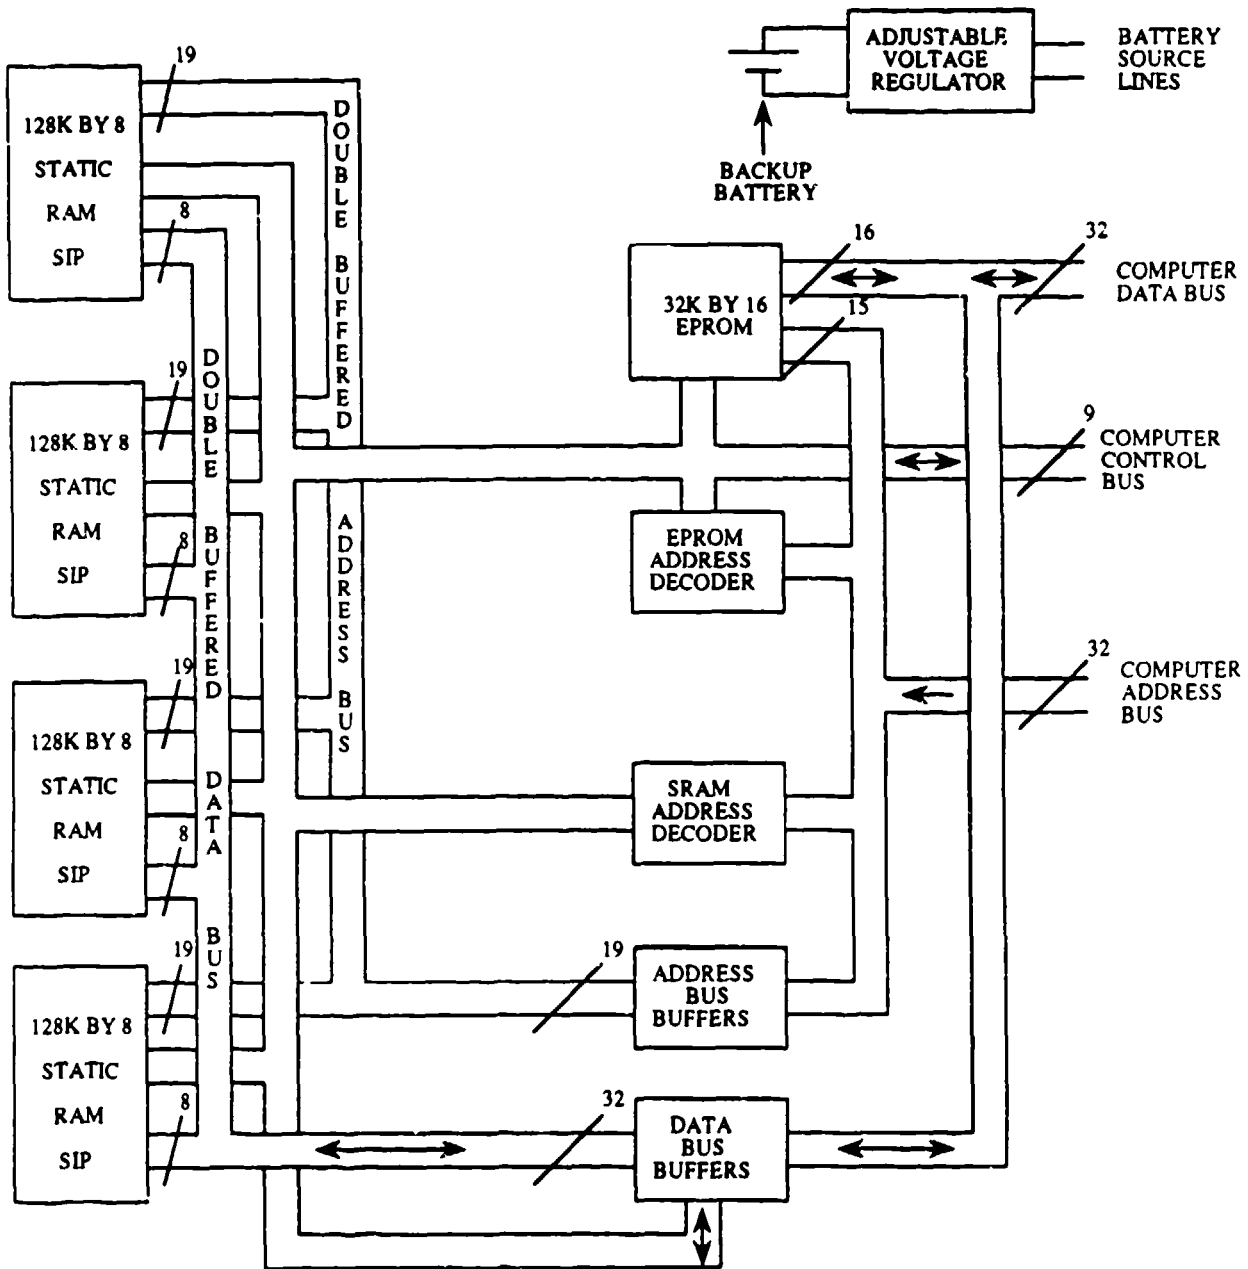 ADJUSTABLE
VOLTAGE
REGULATOR
BATTERY
SOURCE
LINES
BACKUP
BATTERY
19
128K BY 8
STATIC
RAM
SIP
8
DOUBLE BUFFERED ADDRESS BUS
DOUBLE BUFFERED DATA BUS
32K BY 16
EPROM
16
15
32
COMPUTER
DATA BUS
19
128K BY 8
STATIC
RAM
SIP
8
9
COMPUTER
CONTROL
BUS
EPROM
ADDRESS
DECODER
19
128K BY 8
STATIC
RAM
SIP
8
32
COMPUTER
ADDRESS
BUS
SRAM
ADDRESS
DECODER
19
128K BY 8
STATIC
RAM
SIP
8
19
ADDRESS
BUS
BUFFERS
32
DATA
BUS
BUFFERS